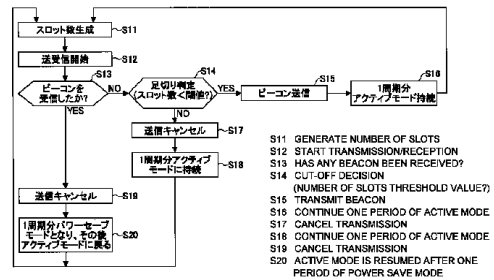 スロット数生成 S11
送受信開始 S12
ビーコンを
受信したか? S13
NO
YES
足切り判定
(スロット数<閾値?) S14
YES
NO
ビーコン送信 S15
1周期分
アクティブモード持続 S16
送信キャンセル S17
1周期分アクティブ
モードに持続 S18
送信キャンセル S19
1周期分パワーセーブ
モードとなり、その後
アクティブモードに戻る S20
S11 GENERATE NUMBER OF SLOTS
S12 START TRANSMISSION/RECEPTION
S13 HAS ANY BEACON BEEN RECEIVED?
S14 CUT-OFF DECISION
(NUMBER OF SLOTS THRESHOLD VALUE?)
S15 TRANSMIT BEACON
S16 CONTINUE ONE PERIOD OF ACTIVE MODE
S17 CANCEL TRANSMISSION
S18 CONTINUE ONE PERIOD OF ACTIVE MODE
S19 CANCEL TRANSMISSION
S20 ACTIVE MODE IS RESUMED AFTER ONE
PERIOD OF POWER SAVE MODE